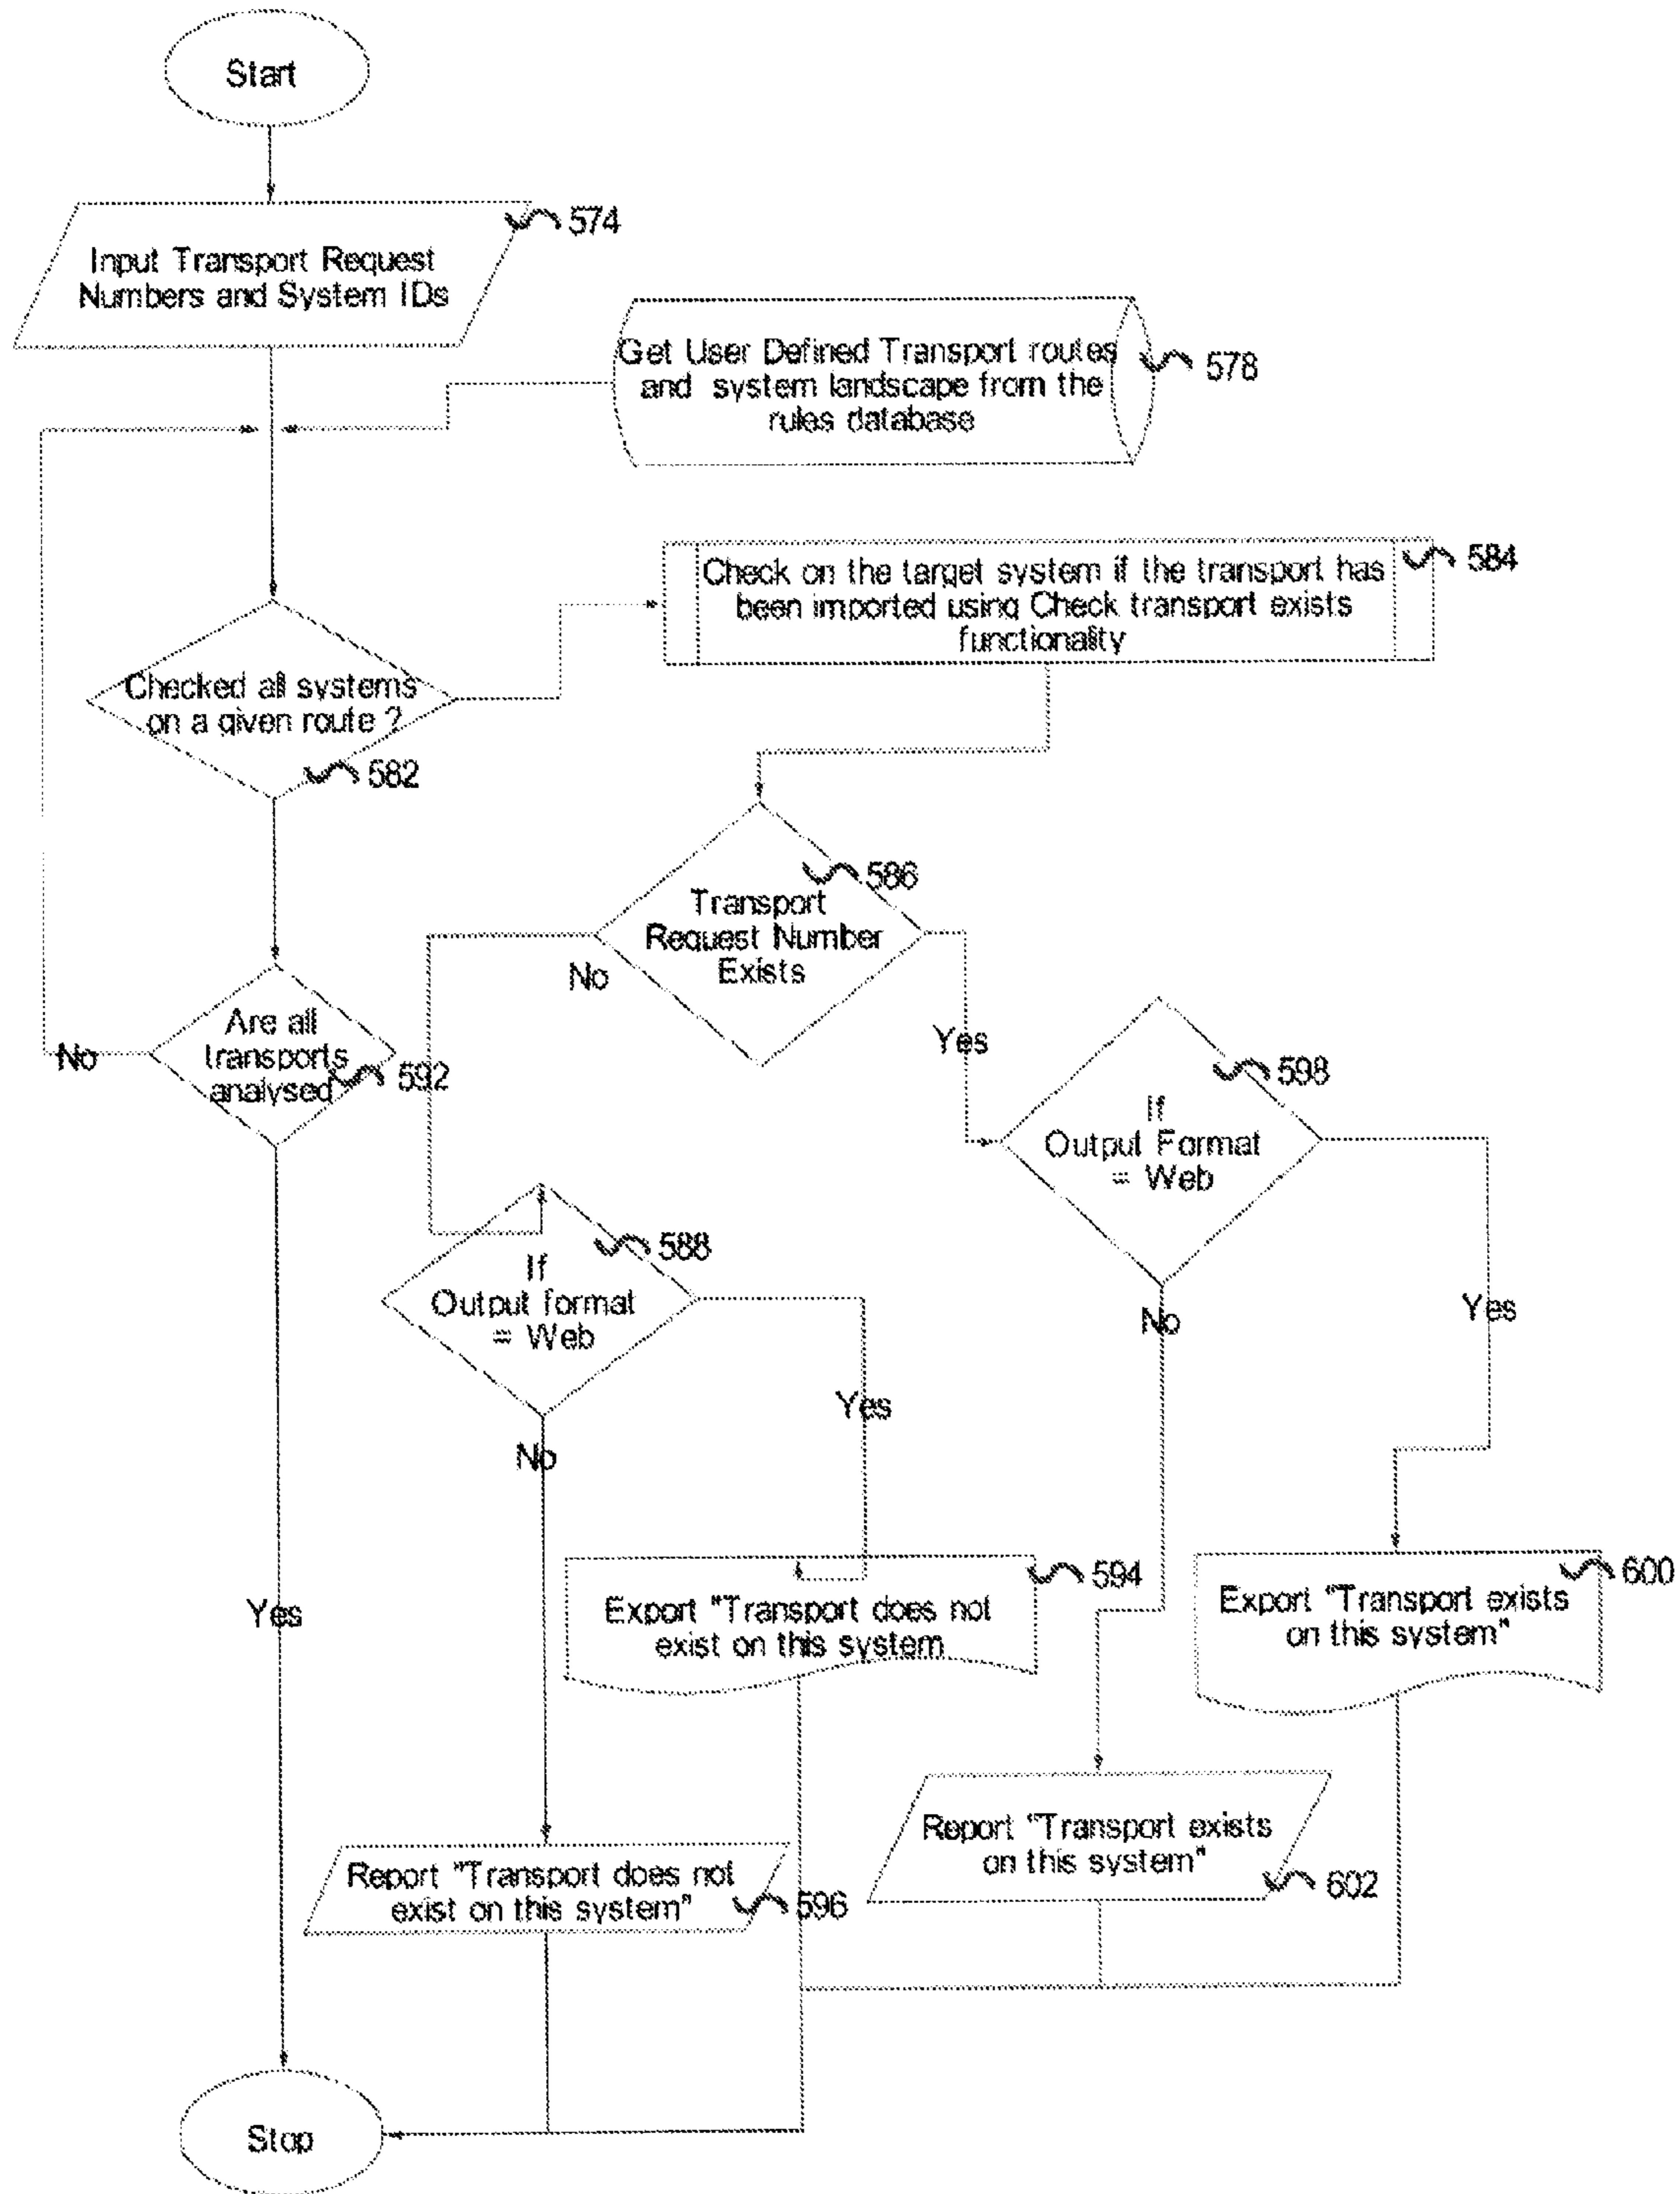 Start
574
Input Transport Request
Numbers and System IDs
Get User Defined Transport routes
and system landscape from the
rules database
578
Check on the target system if the transport has
been imported using Check transport exists
functionality
584
Checked all systems
on a given route ?
582
586
Transport
Request Number
Exists
No
Yes
Are all
transports
analysed
592
No
598
If
Output Format
= Web
588
If
Output format
= Web
Yes
No
Yes
No
594
Export "Transport does not
exist on this system
600
Export "Transport exists
on this system"
Yes
Report "Transport exists
on this system"
602
Report "Transport does not
exist on this system"
596
Stop